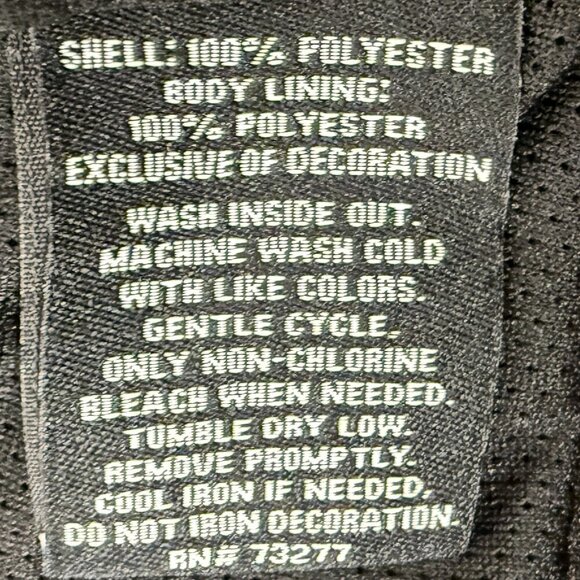 SHELL: 100% POLYESTER
BODY LINING:
100% POLYESTER
EXCLUSIVE OF DECORATION
WASH INSIDE OUT.
MACHINE WASH COLD
WITH LIKE COLORS.
GENTLE CYCLE.
ONLY NON-CHLORINE
BLEACH WHEN NEEDED.
TUMBLE DRY LOW.
REMOVE PROMPTLY.
COOL IRON IF NEEDED.
DO NOT IRON DECORATION.
RN# 73277